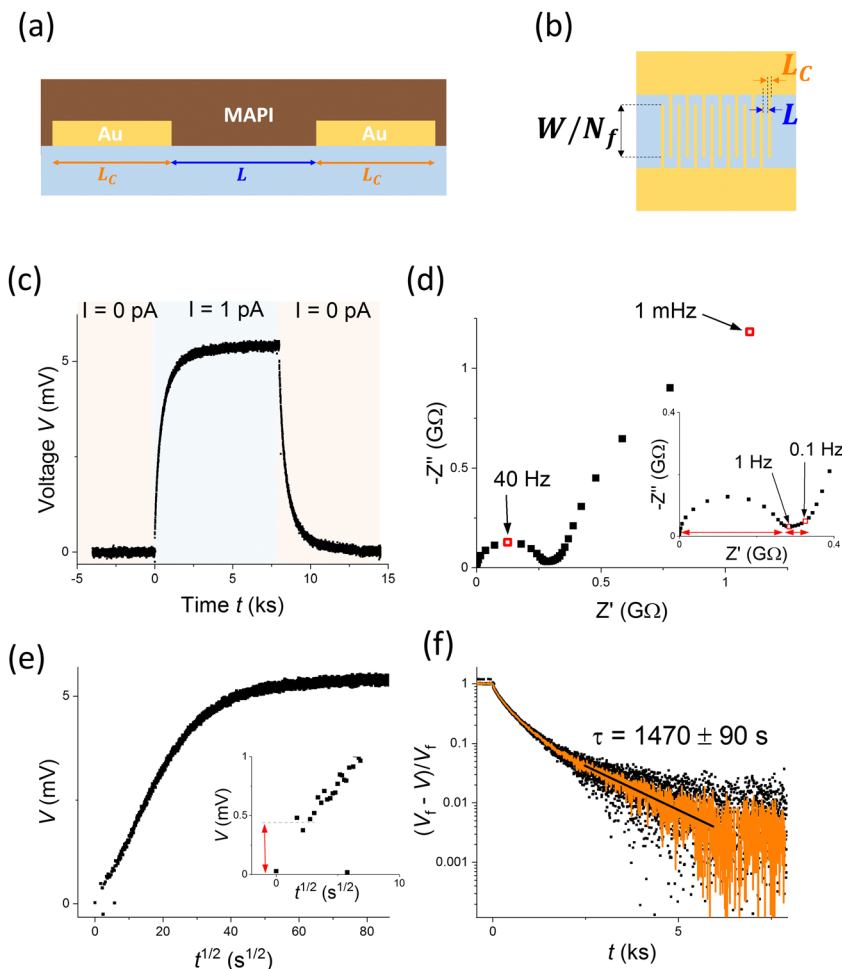 (a)
MAPI
Au
Au
L_C
L
L_C
(b)
L_C
L
W/N_f
(c)
I = 0 pA
I = 1 pA
I = 0 pA
5
0
Voltage V (mV)
-5
0
5
10
15
Time t (ks)
(d)
1
0.5
0
-Z'' (GΩ)
1 mHz
40 Hz
0
0.5
1
Z' (GΩ)
0.4
0.2
0
-Z'' (GΩ)
1 Hz
0.1 Hz
0
0.4
Z' (GΩ)
(e)
5
0
V (mV)
0
20
40
60
80
t^{1/2} (s^{1/2})
1
0.5
0
V (mV)
0
10
t^{1/2} (s^{1/2})
(f)
1
0.1
0.01
0.001
(V_f - V)/V_f
τ = 1470 ± 90 s
0
5
t (ks)